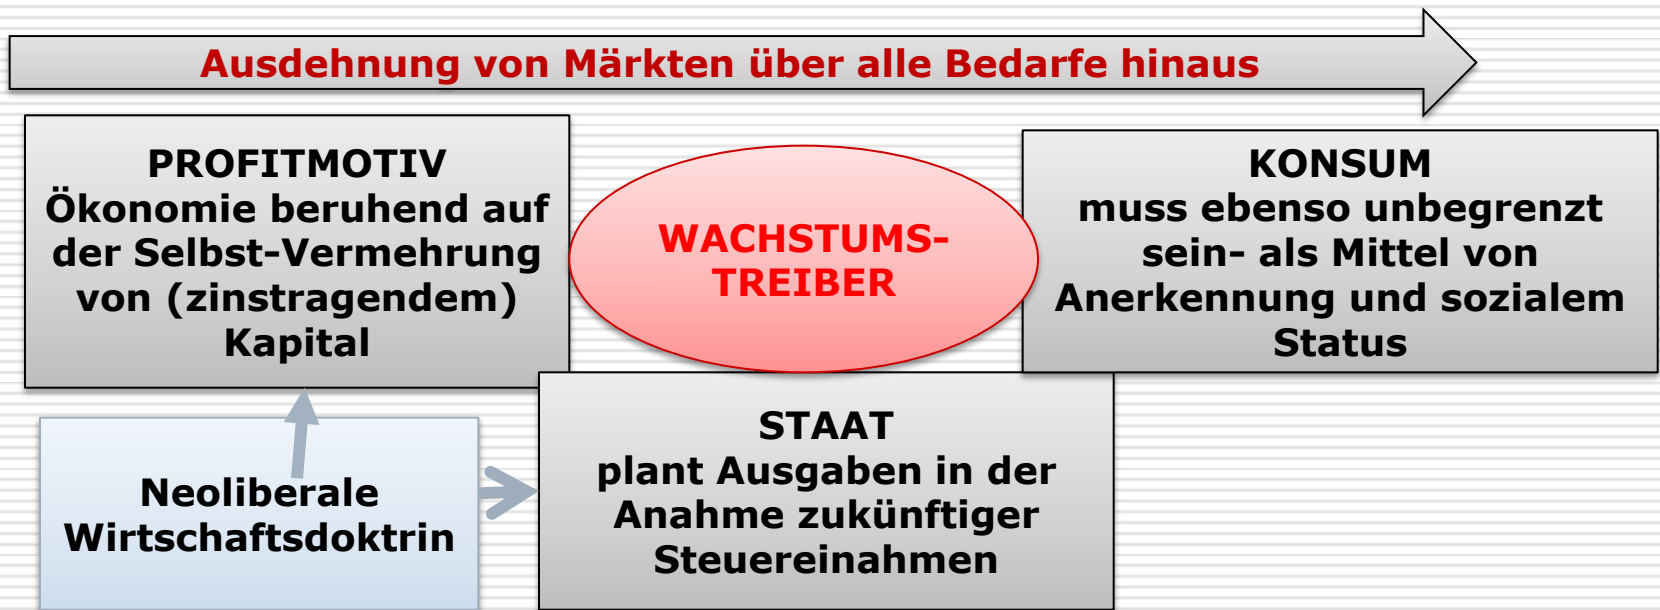 Ausdehnung von Märkten über alle Bedarfe hinaus
PROFITMOTIV
Ökonomie beruhend auf
der Selbst-Vermehrung
von (zinstragendem)
Kapital
WACHSTUMS-
TREIBER
KONSUM
muss ebenso unbegrenzt
sein- als Mittel von
Anerkennung und sozialem
Status
Neoliberale
Wirtschaftsdoktrin
STAAT
plant Ausgaben in der
Anahme zukünftiger
Steuereinahmen